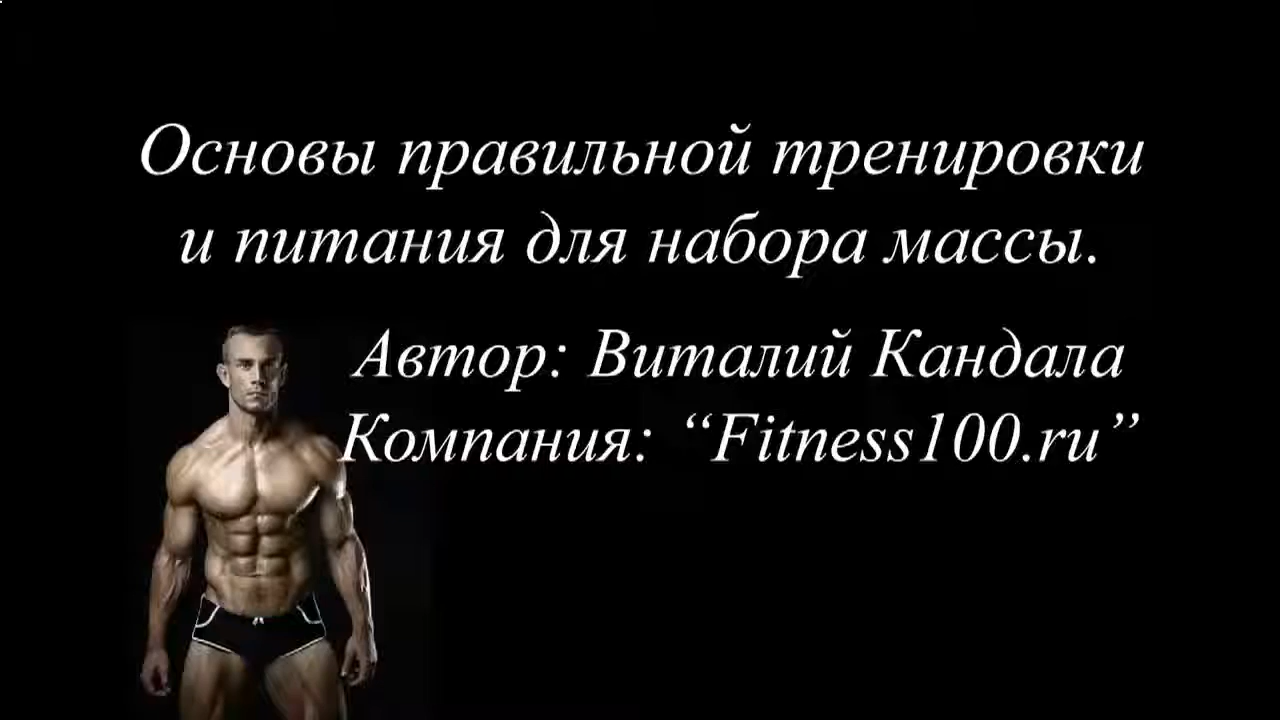 Основы правильной тренировки
и питания для набора массы.
Автор: Виталий Кандала
Компания: “Fitness100.ru”